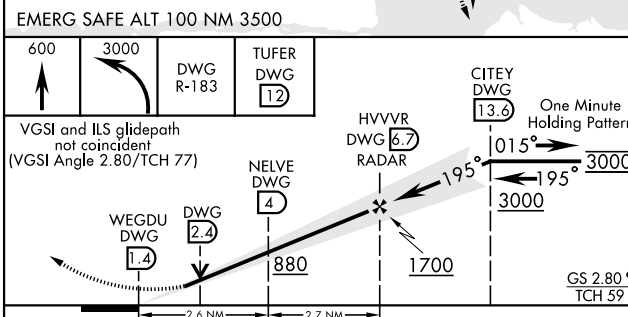 EMERG SAFE ALT 100 NM 3500
600
3000
DWG
R-183
TUFER
DWG
12
VGSI and ILS glidepath
not coincident
(VGSI Angle 2.80/TCH 77)
CITEY
DWG
13.6
One Minute
Holding Pattern
HVVVR
DWG 6.7
RADAR
015°
3000
195°
195°
3000
NELVE
DWG
4
DWG
2.4
WEGDU
DWG
1.4
880
1700
GS 2.80°
TCH 59
2.6 NM
2.7 NM